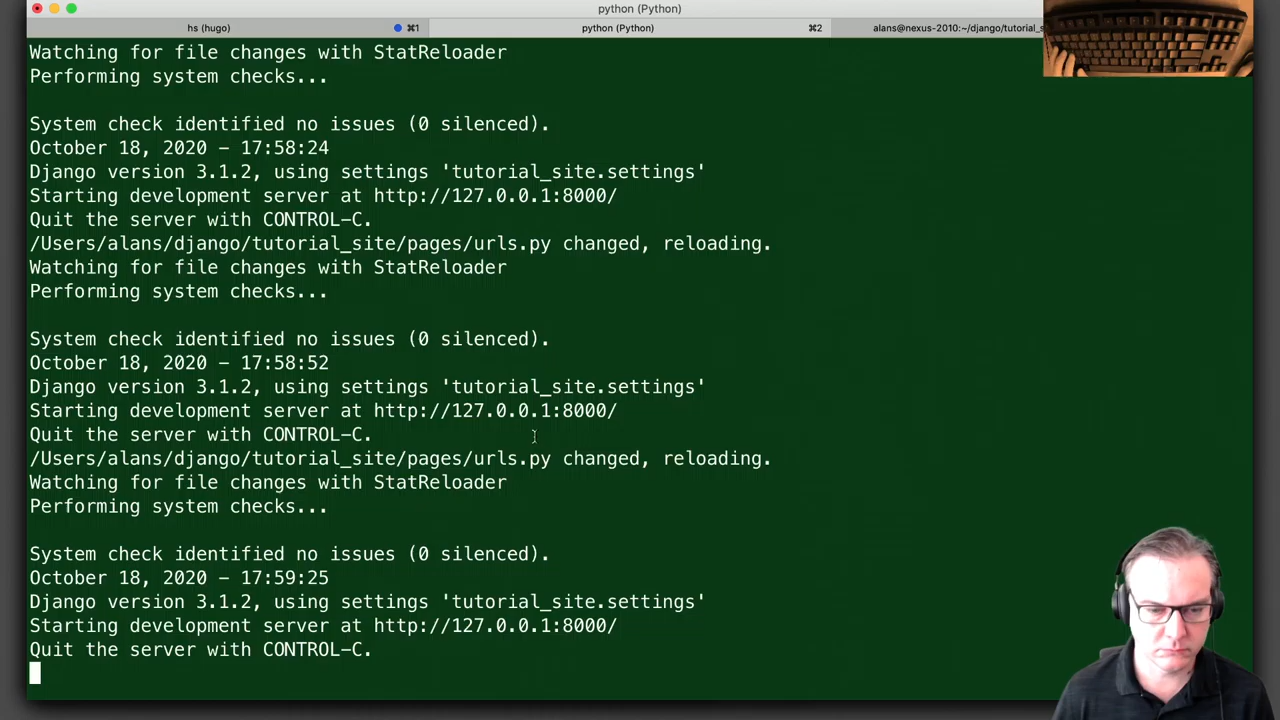 python (Python)
hs (hugo)
⌘1
python (Python)
⌘2
alans@nexus-2010:~/django/tutorial_s
Watching for file changes with StatReloader
Performing system checks...
System check identified no issues (0 silenced).
October 18, 2020 - 17:58:24
Django version 3.1.2, using settings 'tutorial_site.settings'
Starting development server at http://127.0.0.1:8000/
Quit the server with CONTROL-C.
/Users/alans/django/tutorial_site/pages/urls.py changed, reloading.
Watching for file changes with StatReloader
Performing system checks...
System check identified no issues (0 silenced).
October 18, 2020 - 17:58:52
Django version 3.1.2, using settings 'tutorial_site.settings'
Starting development server at http://127.0.0.1:8000/
Quit the server with CONTROL-C.
/Users/alans/django/tutorial_site/pages/urls.py changed, reloading.
Watching for file changes with StatReloader
Performing system checks...
System check identified no issues (0 silenced).
October 18, 2020 - 17:59:25
Django version 3.1.2, using settings 'tutorial_site.settings'
Starting development server at http://127.0.0.1:8000/
Quit the server with CONTROL-C.